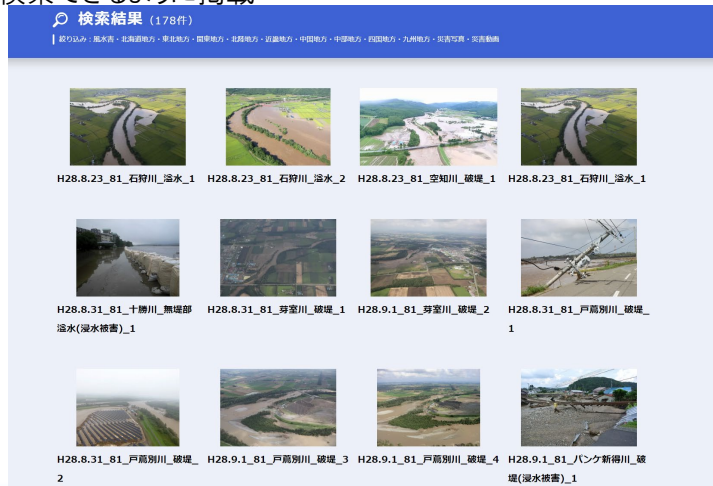 検索できるように掲載
検索結果（178件）
絞り込み：風水害・北海道地方・東北地方・関東地方・北陸地方・近畿地方・中国地方・中部地方・四国地方・九州地方・災害写真・災害動画
H28.8.23_81_石狩川_溢水_1
H28.8.23_81_石狩川_溢水_2
H28.8.23_81_空知川_破堤_1
H28.8.23_81_石狩川_溢水_1
H28.8.31_81_十勝川_無堤部
溢水(浸水被害)_1
H28.8.31_81_芽室川_破堤_1
H28.9.1_81_芽室川_破堤_2
H28.8.31_81_戸蔦別川_破堤_
1
H28.8.31_81_戸蔦別川_破堤_
2
H28.9.1_81_戸蔦別川_破堤_3
H28.9.1_81_戸蔦別川_破堤_4
H28.9.1_81_パンケ新得川_破
堤(浸水被害)_1